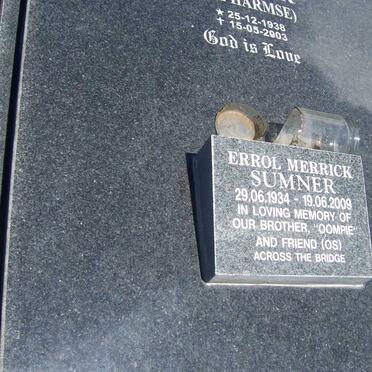 HARMSE)
★ 25-12-1938
✝ 15-05-2003
God is Love
ERROL MERRICK
SUMNER
29.06.1934 - 19.06.2009
IN LOVING MEMORY OF
OUR BROTHER, "OOMPIE"
AND FRIEND (OS)
ACROSS THE BRIDGE